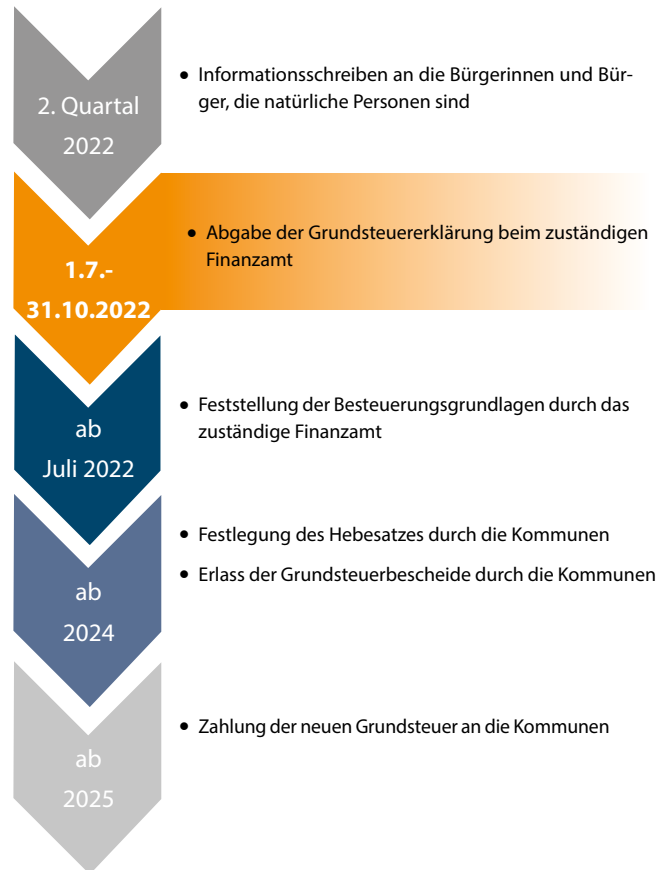 2. Quartal
2022
• Informationsschreiben an die Bürgerinnen und Bür-
ger, die natürliche Personen sind
1.7.-
31.10.2022
• Abgabe der Grundsteuererklärung beim zuständigen
Finanzamt
ab
Juli 2022
• Feststellung der Besteuerungsgrundlagen durch das
zuständige Finanzamt
ab
2024
• Festlegung des Hebesatzes durch die Kommunen
• Erlass der Grundsteuerbescheide durch die Kommunen
ab
2025
• Zahlung der neuen Grundsteuer an die Kommunen